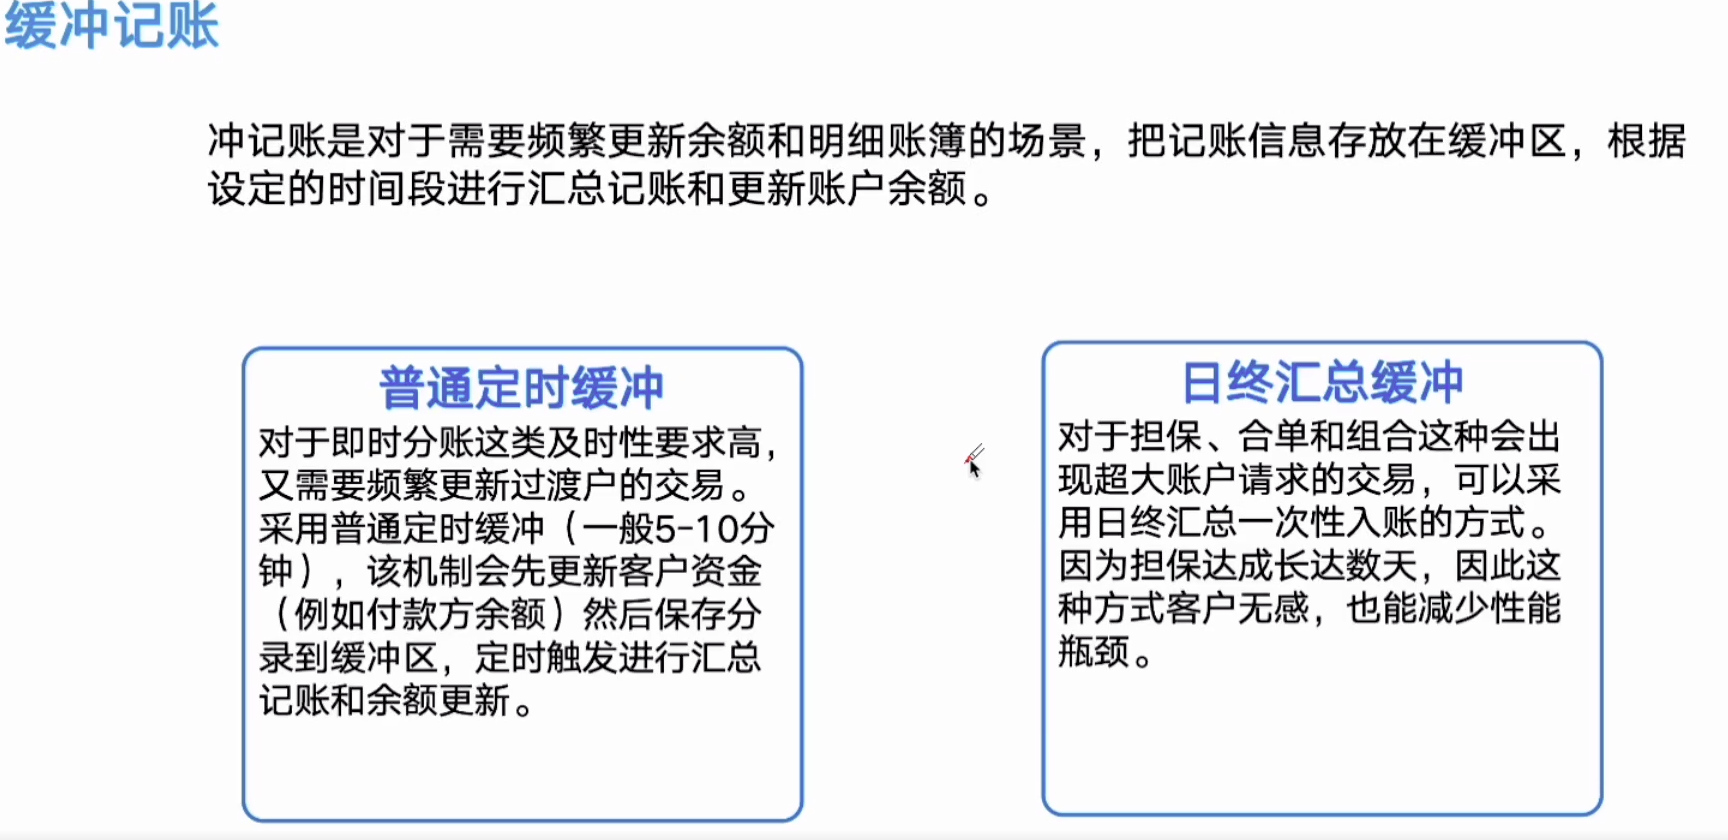 缓冲记账
冲记账是对于需要频繁更新余额和明细账簿的场景，把记账信息存放在缓冲区，根据
设定的时间段进行汇总记账和更新账户余额。
普通定时缓冲
对于即时分账这类及时性要求高，
又需要频繁更新过渡户的交易。
采用普通定时缓冲（一般5-10分
钟），该机制会先更新客户资金
（例如付款方余额）然后保存分
录到缓冲区，定时触发进行汇总
记账和余额更新。
日终汇总缓冲
对于担保、合单和组合这种会出
现超大账户请求的交易，可以采
用日终汇总一次性入账的方式。
因为担保达成长达数天，因此这
种方式客户无感，也能减少性能
瓶颈。